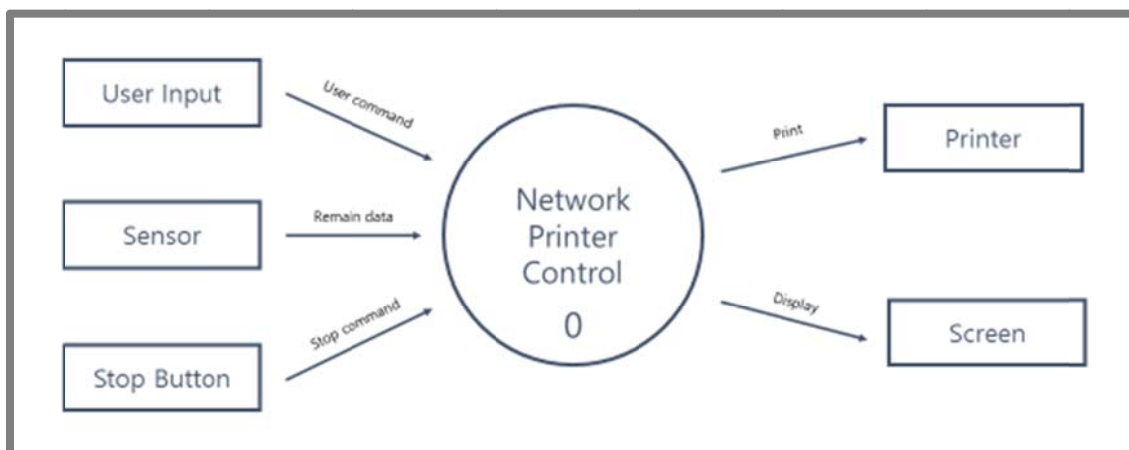 User Input
User command
Sensor
Remain data
Stop Button
Stop command
Network
Printer
Control
0
Print
Printer
Display
Screen